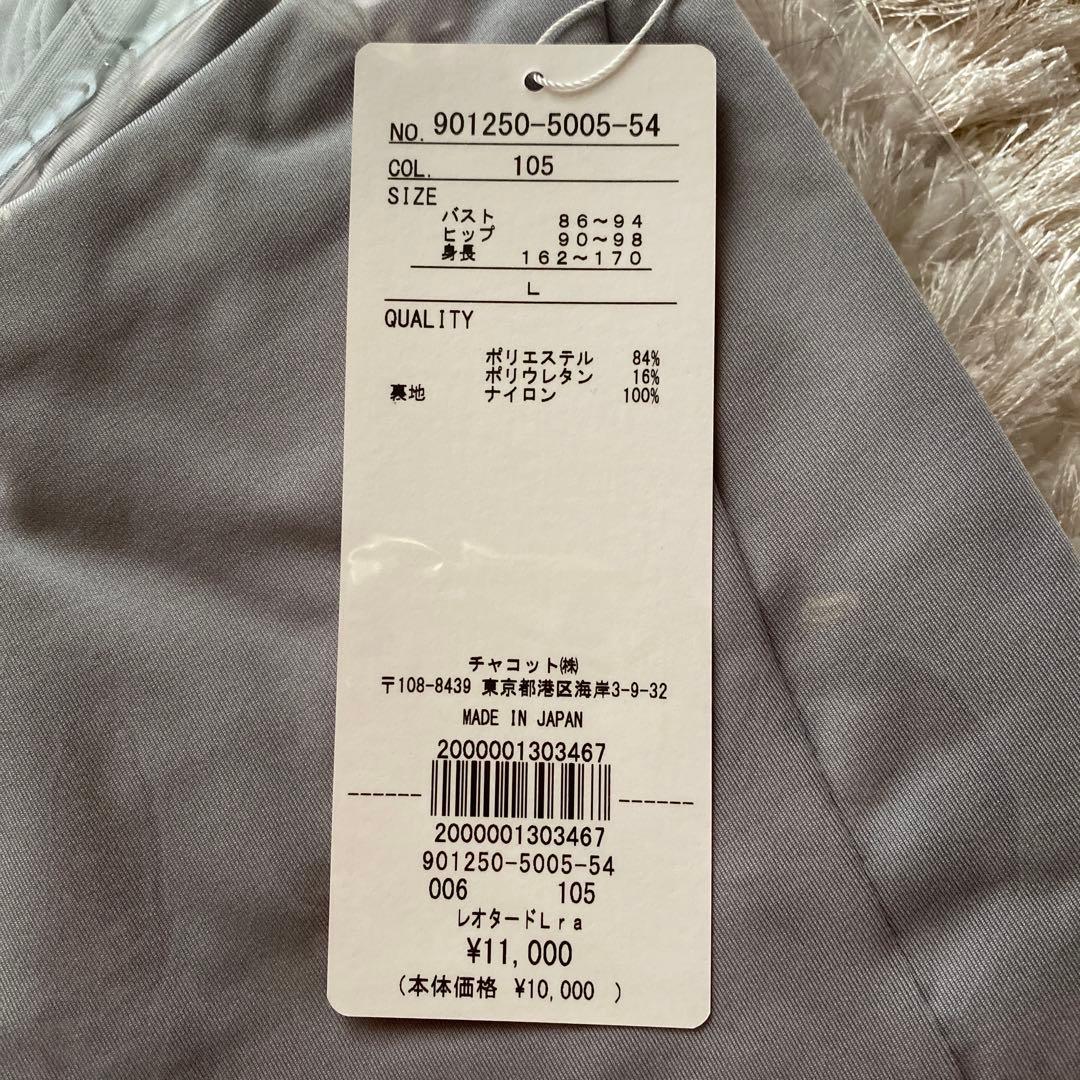 NO. 901250-5005-54
COL. 105
SIZE
バスト 86～94
ヒップ 90～98
身長 162～170
L
QUALITY
ポリエステル 84%
ポリウレタン 16%
裏地 ナイロン 100%
チャコット㈱
〒108-8439 東京都港区海岸3-9-32
MADE IN JAPAN
2000001303467
2000001303467
901250-5005-54
006 105
レオタードLra
¥11,000
(本体価格 ¥10,000 )